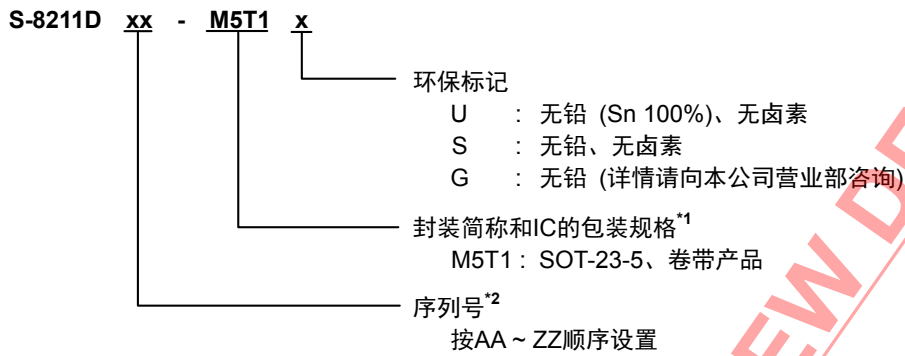 S-8211D xx - M5T1 x
环保标记
U : 无铅 (Sn 100%)、无卤素
S : 无铅、无卤素
G : 无铅 (详情请向本公司营业部咨询)
封装简称和IC的包装规格*1
M5T1 : SOT-23-5、卷带产品
序列号*2
按AA ~ ZZ顺序设置